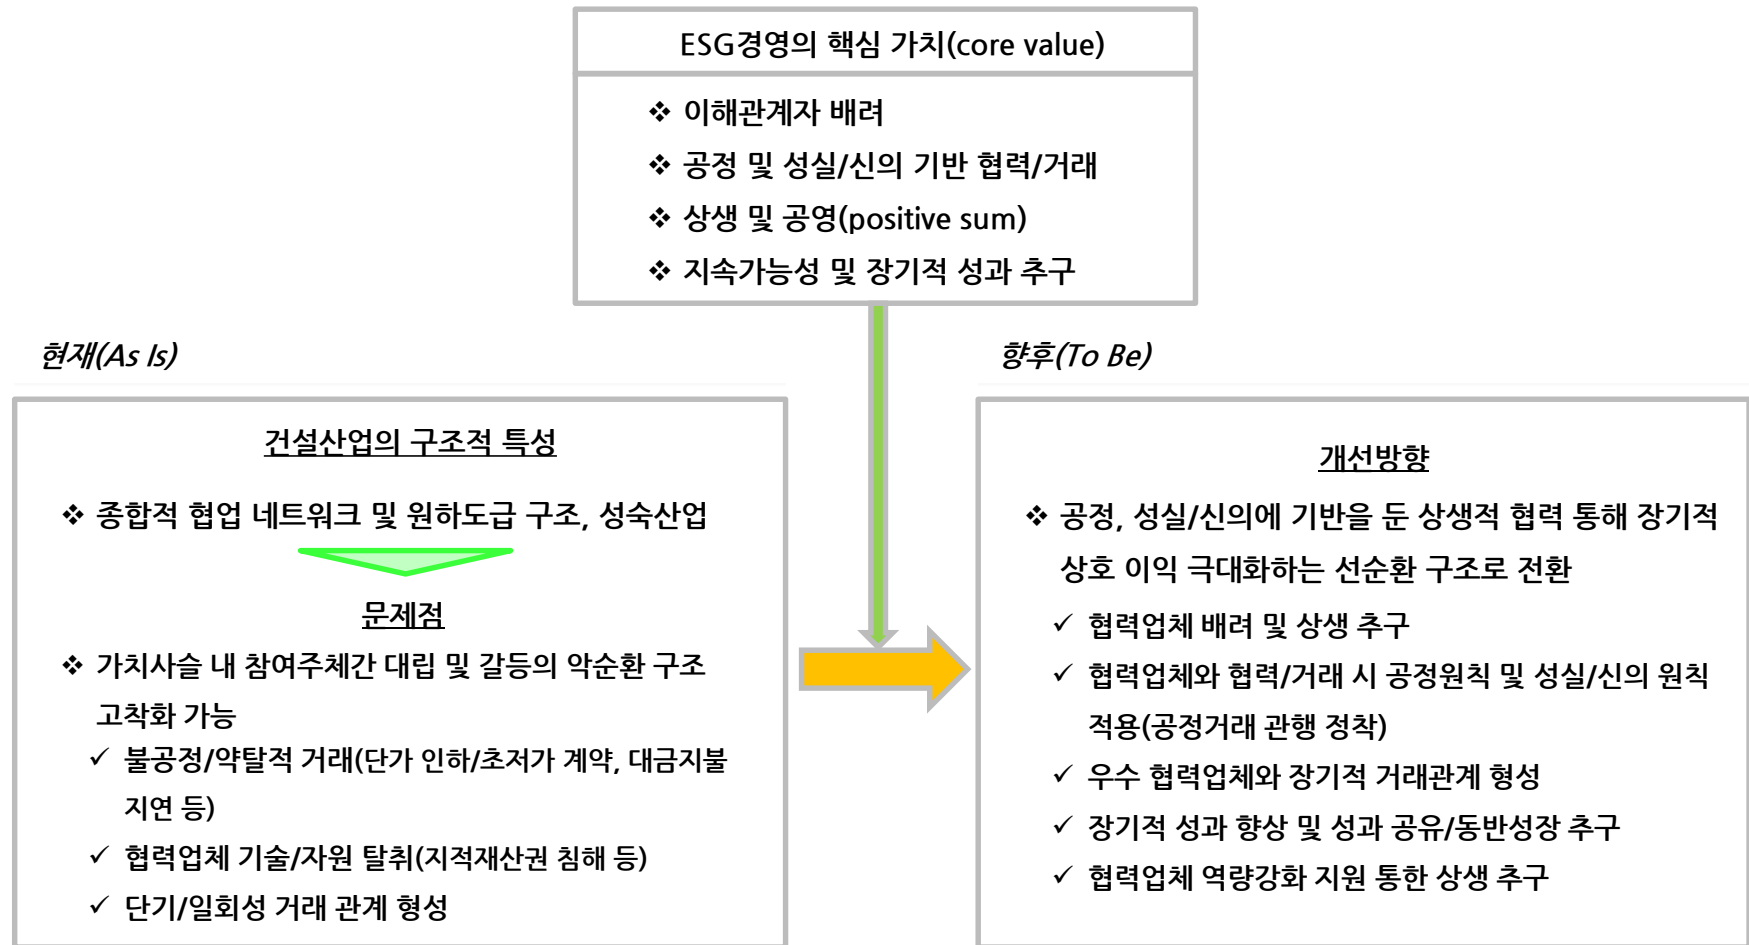 ESG경영의 핵심 가치(core value)
❖ 이해관계자 배려
❖ 공정 및 성실/신의 기반 협력/거래
❖ 상생 및 공영(positive sum)
❖ 지속가능성 및 장기적 성과 추구
현재(As Is)
건설산업의 구조적 특성
❖ 종합적 협업 네트워크 및 원하도급 구조, 성숙산업
문제점
❖ 가치사슬 내 참여주체간 대립 및 갈등의 악순환 구조
고착화 가능
✓ 불공정/약탈적 거래(단가 인하/초저가 계약, 대금지불
지연 등)
✓ 협력업체 기술/자원 탈취(지적재산권 침해 등)
✓ 단기/일회성 거래 관계 형성
향후(To Be)
개선방향
❖ 공정, 성실/신의에 기반을 둔 상생적 협력 통해 장기적
상호 이익 극대화하는 선순환 구조로 전환
✓ 협력업체 배려 및 상생 추구
✓ 협력업체와 협력/거래 시 공정원칙 및 성실/신의 원칙
적용(공정거래 관행 정착)
✓ 우수 협력업체와 장기적 거래관계 형성
✓ 장기적 성과 향상 및 성과 공유/동반성장 추구
✓ 협력업체 역량강화 지원 통한 상생 추구